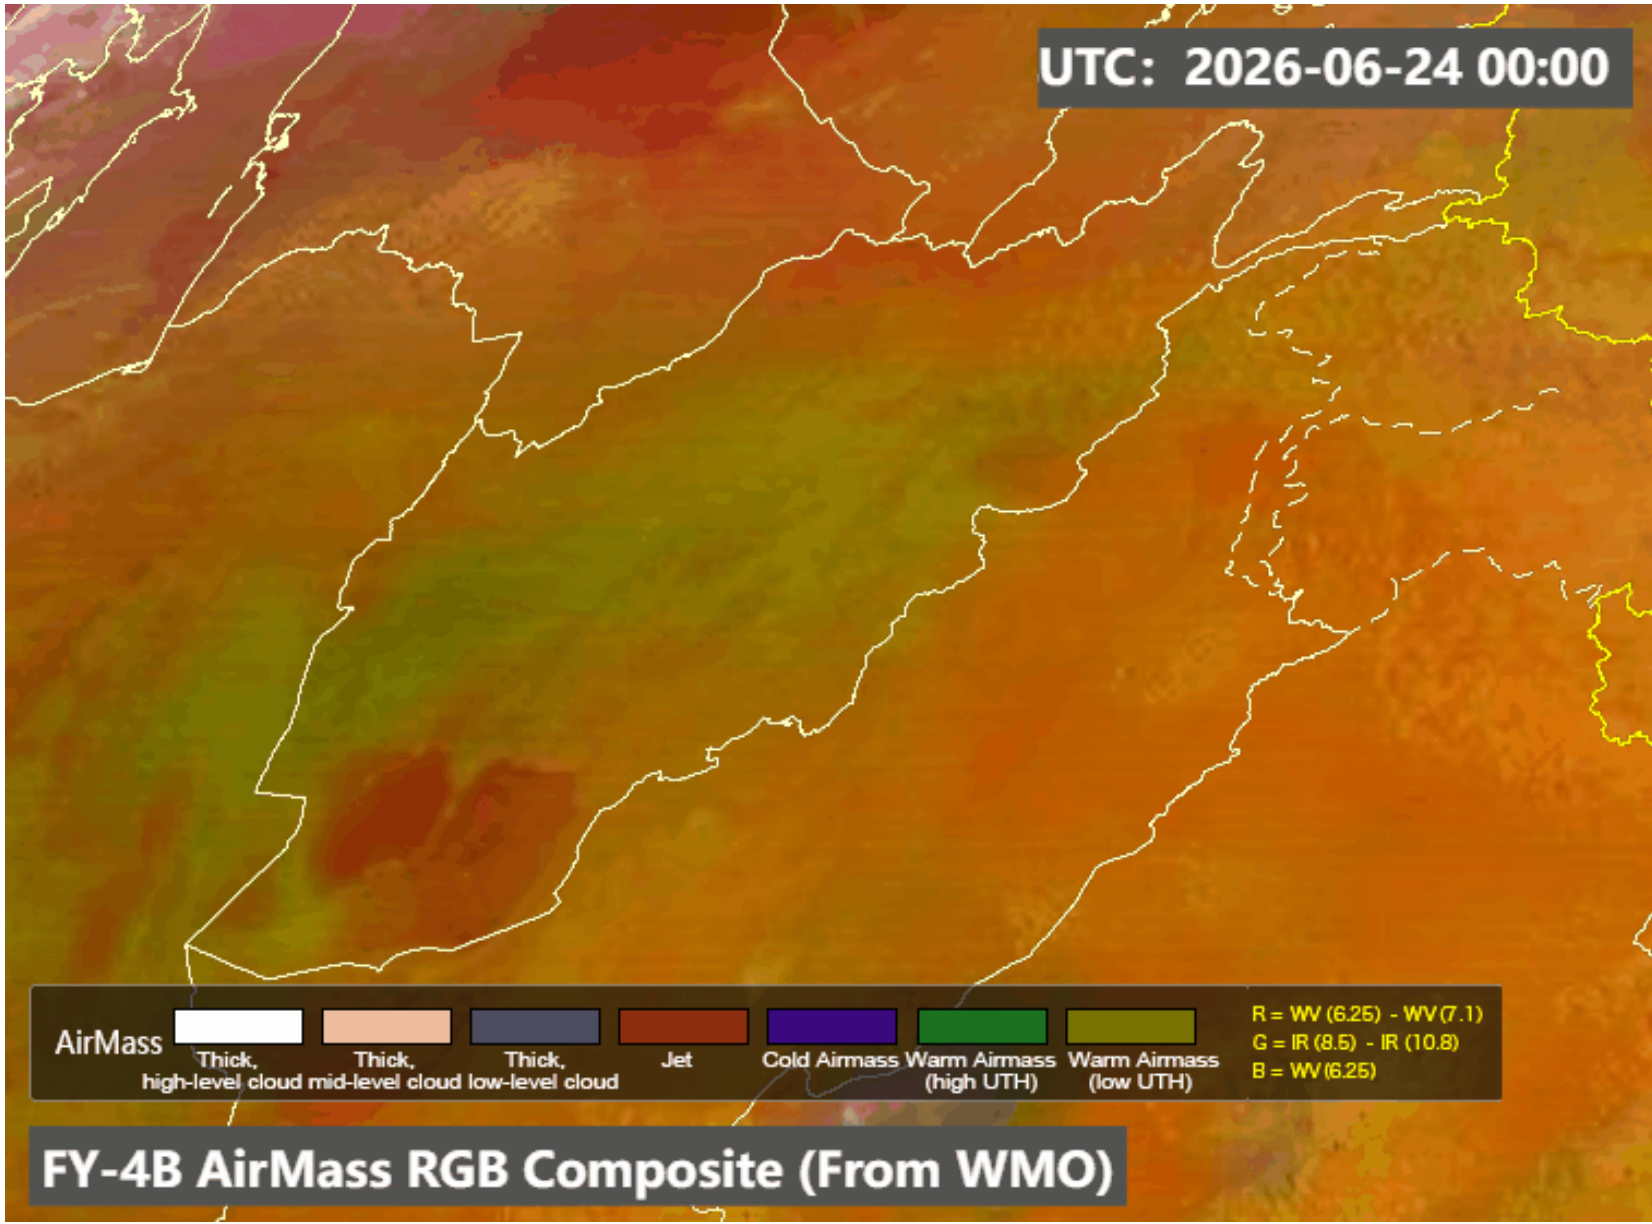 UTC: 2026-06-24 00:00
AirMass
Thick,
high-level cloud
Thick,
mid-level cloud
Thick,
low-level cloud
Jet
Cold Airmass
Warm Airmass
(high UTH)
Warm Airmass
(low UTH)
R = WV (6.25) - WV (7.1)
G = IR (8.5) - IR (10.8)
B = WV (6.25)
FY-4B AirMass RGB Composite (From WMO)